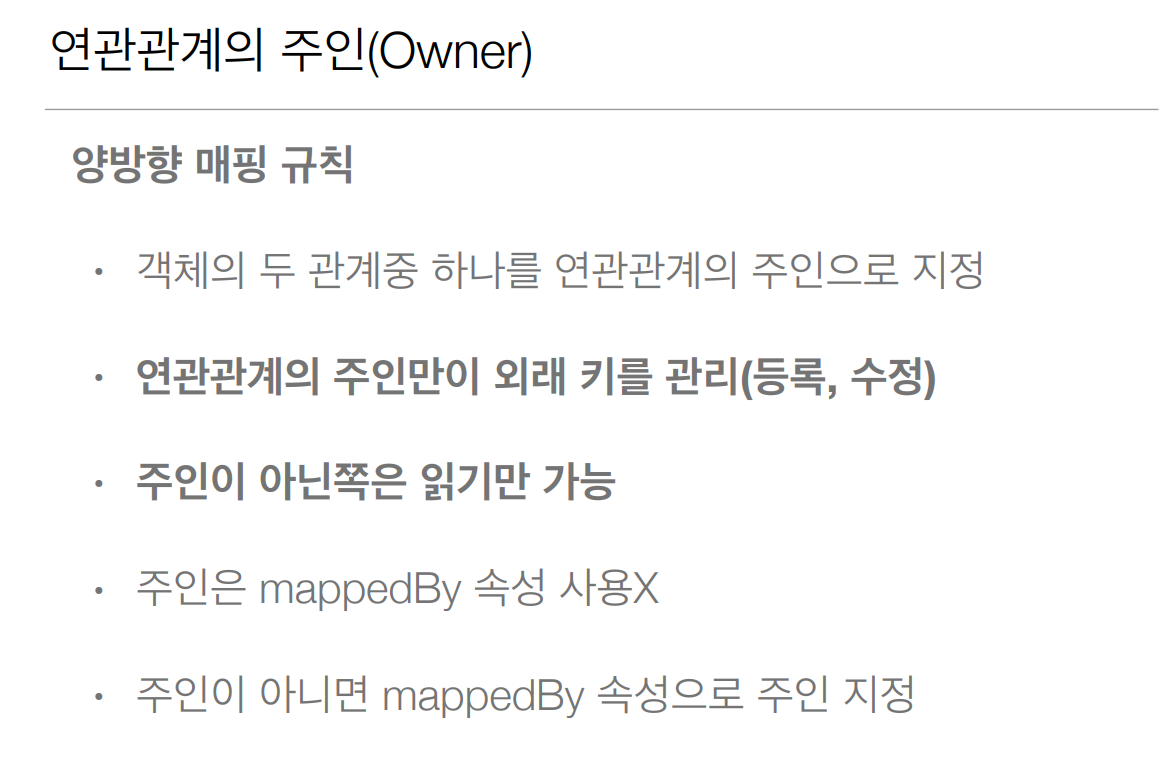 연관관계의 주인(Owner)
양방향 매핑 규칙
• 객체의 두 관계중 하나를 연관관계의 주인으로 지정
• 연관관계의 주인만이 외래 키를 관리(등록, 수정)
• 주인이 아닌쪽은 읽기만 가능
• 주인은 mappedBy 속성 사용X
• 주인이 아니면 mappedBy 속성으로 주인 지정